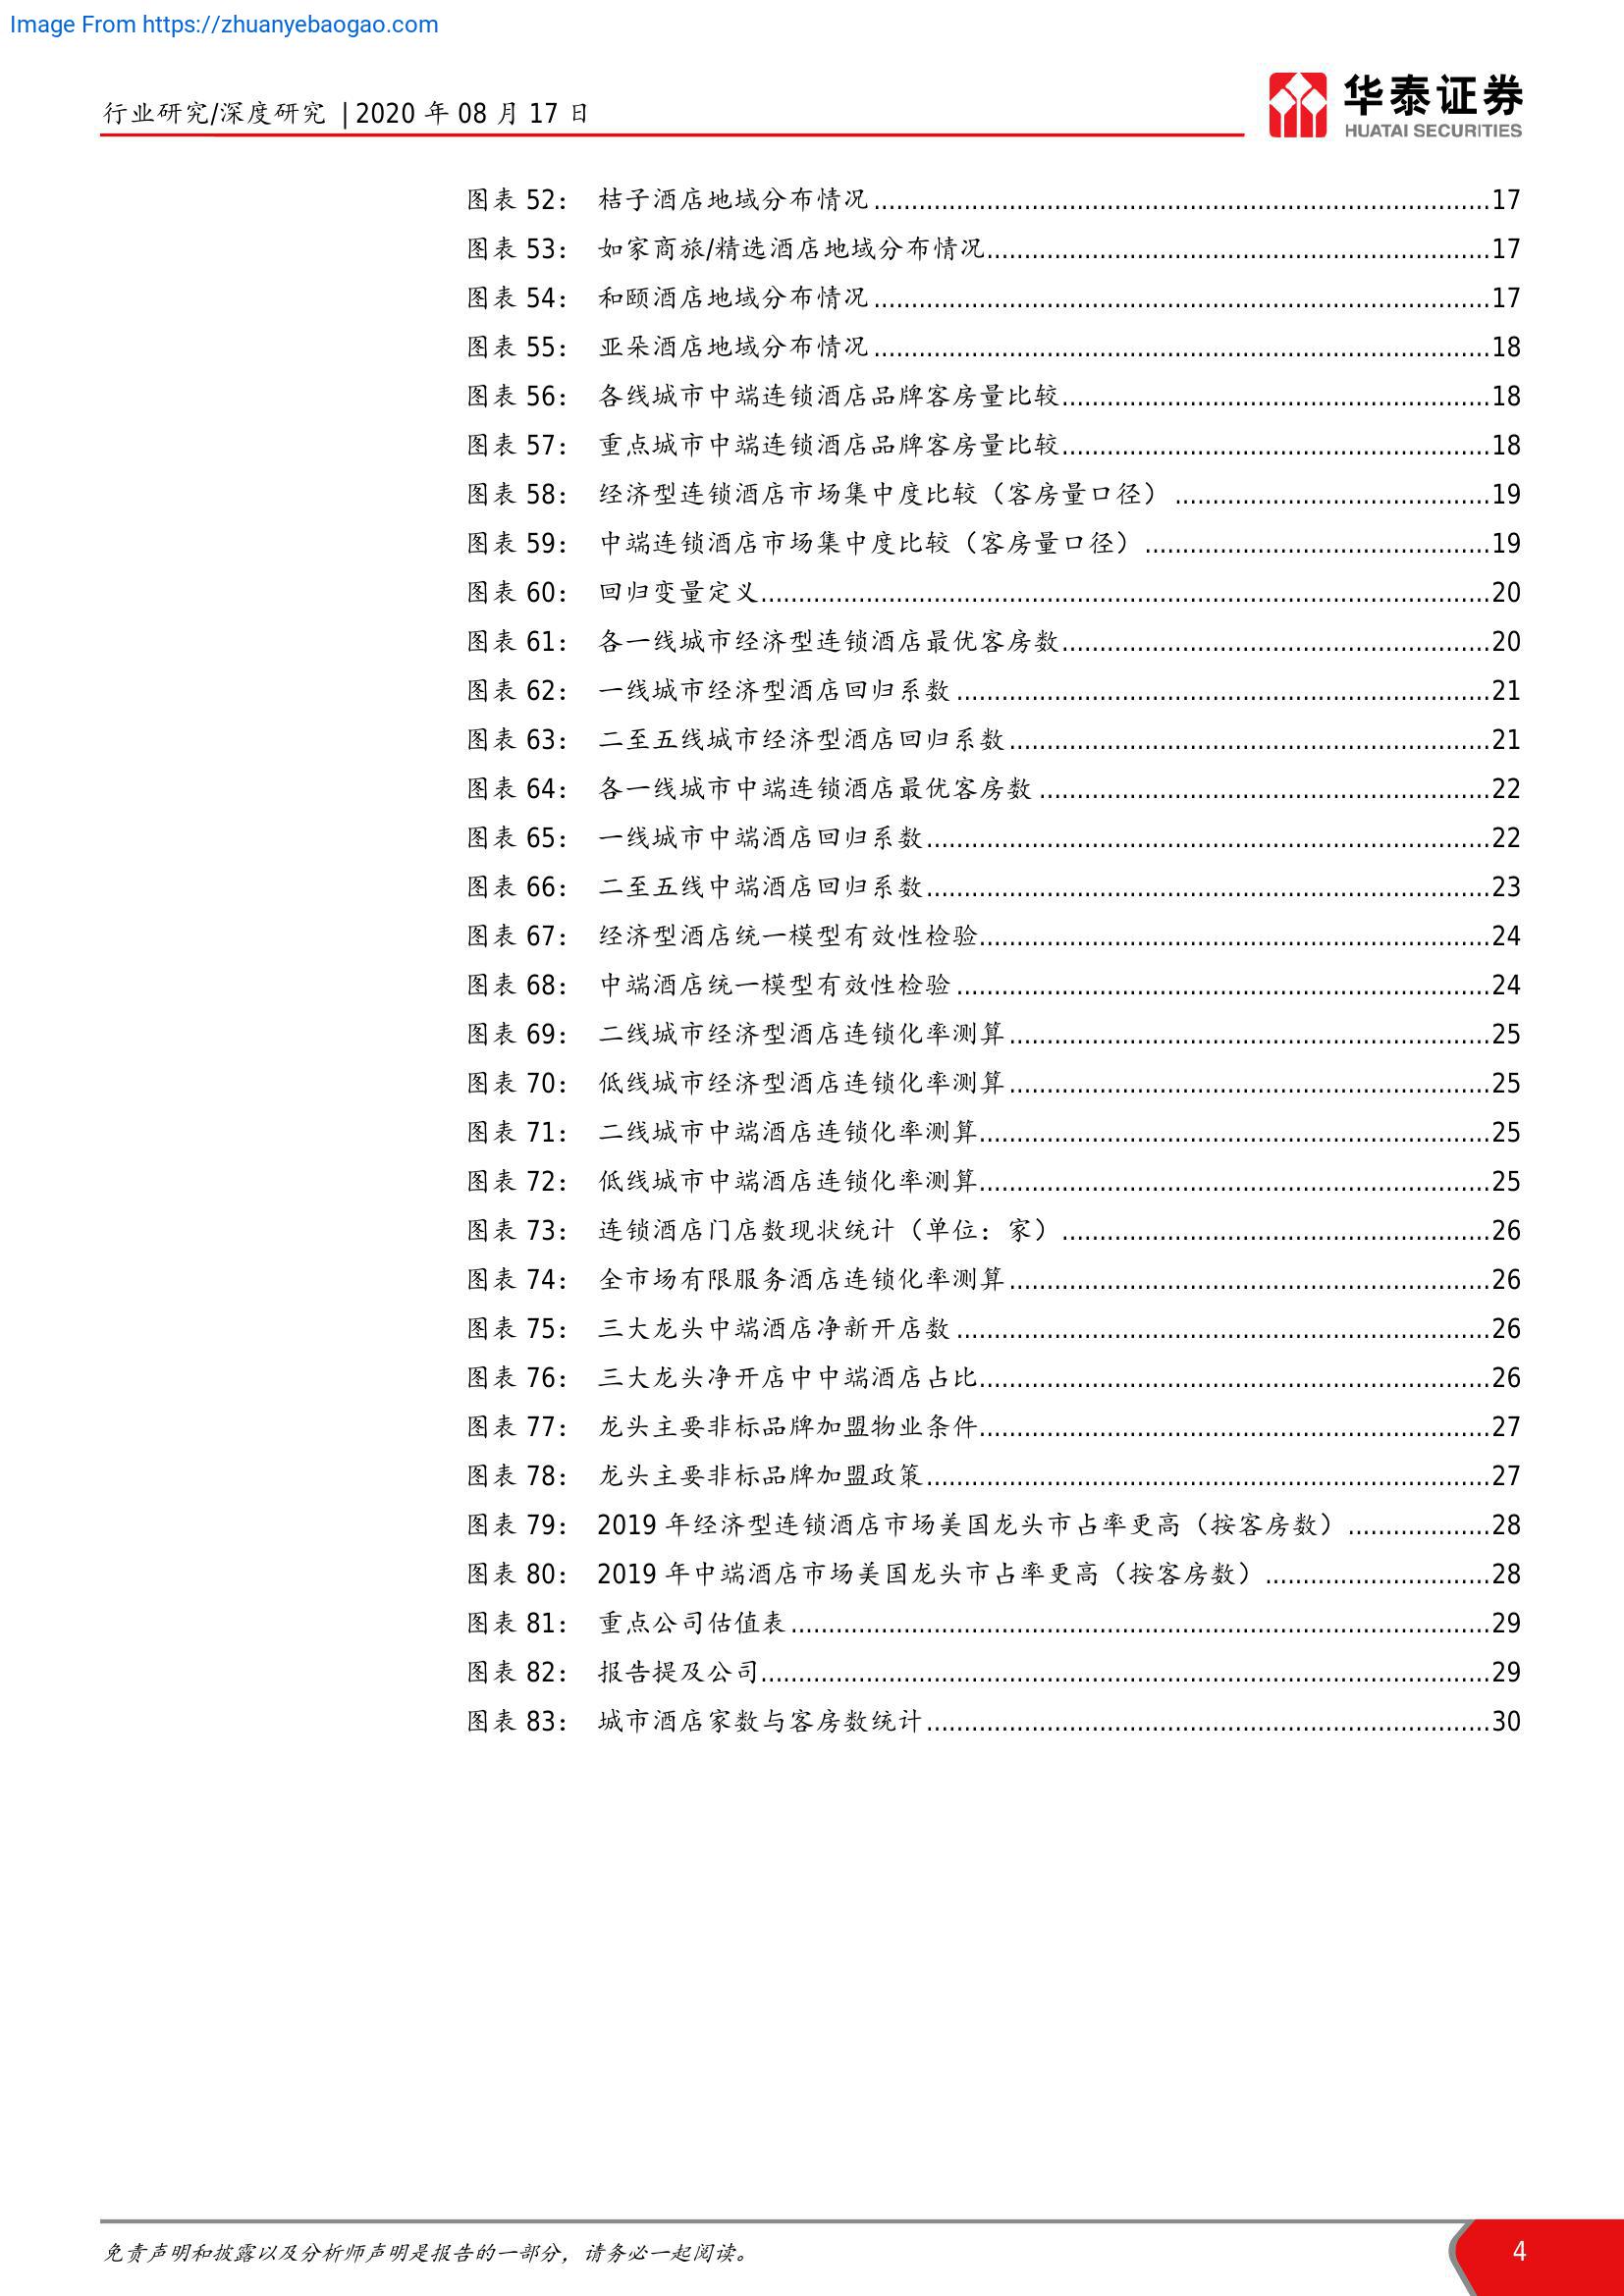 Image From https://zhuanyebaogao.com
行业研究/深度研究 | 2020 年 08 月 17 日
华泰证券
HUATAI SECURITIES
图表 52： 桔子酒店地域分布情况 ........ 17
图表 53： 如家商旅/精选酒店地域分布情况 ........ 17
图表 54： 和颐酒店地域分布情况 ........ 17
图表 55： 亚朵酒店地域分布情况 ........ 18
图表 56： 各线城市中端连锁酒店品牌客房量比较 ........ 18
图表 57： 重点城市中端连锁酒店品牌客房量比较 ........ 18
图表 58： 经济型连锁酒店市场集中度比较（客房量口径） ........ 19
图表 59： 中端连锁酒店市场集中度比较（客房量口径） ........ 19
图表 60： 回归变量定义 ........ 20
图表 61： 各一线城市经济型连锁酒店最优客房数 ........ 20
图表 62： 一线城市经济型酒店回归系数 ........ 21
图表 63： 二至五线城市经济型酒店回归系数 ........ 21
图表 64： 各一线城市中端连锁酒店最优客房数 ........ 22
图表 65： 一线城市中端酒店回归系数 ........ 22
图表 66： 二至五线中端酒店回归系数 ........ 23
图表 67： 经济型酒店统一模型有效性检验 ........ 24
图表 68： 中端酒店统一模型有效性检验 ........ 24
图表 69： 二线城市经济型酒店连锁化率测算 ........ 25
图表 70： 低线城市经济型酒店连锁化率测算 ........ 25
图表 71： 二线城市中端酒店连锁化率测算 ........ 25
图表 72： 低线城市中端酒店连锁化率测算 ........ 25
图表 73： 连锁酒店门店数现状统计（单位：家） ........ 26
图表 74： 全市场有限服务酒店连锁化率测算 ........ 26
图表 75： 三大龙头中端酒店净新开店数 ........ 26
图表 76： 三大龙头净开店中中端酒店占比 ........ 26
图表 77： 龙头主要非标品牌加盟物业条件 ........ 27
图表 78： 龙头主要非标品牌加盟政策 ........ 27
图表 79： 2019 年经济型连锁酒店市场美国龙头市占率更高（按客房数） ........ 28
图表 80： 2019 年中端酒店市场美国龙头市占率更高（按客房数） ........ 28
图表 81： 重点公司估值表 ........ 29
图表 82： 报告提及公司 ........ 29
图表 83： 城市酒店家数与客房数统计 ........ 30
免责声明和披露以及分析师声明是报告的一部分，请务必一起阅读。
4